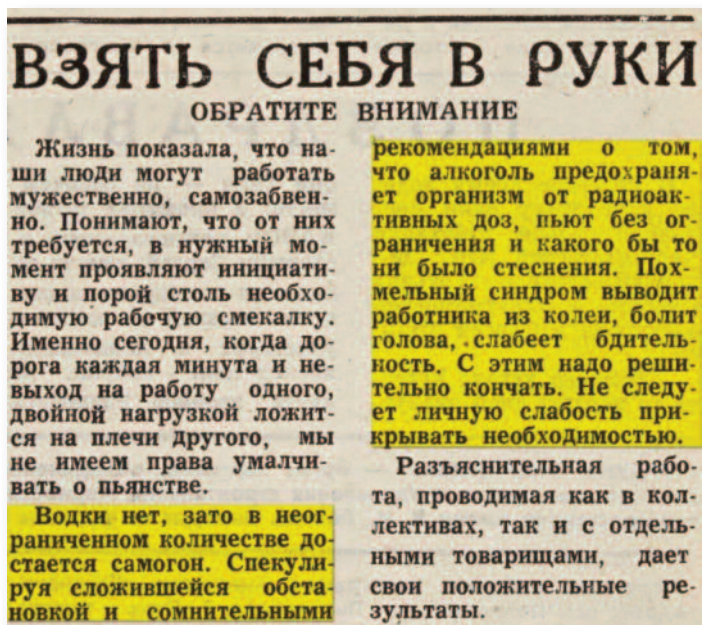 ВЗЯТЬ СЕБЯ В РУКИ
ОБРАТИТЕ ВНИМАНИЕ
Жизнь показала, что на-
ши люди могут работать
мужественно, самозабвен-
но. Понимают, что от них
требуется, в нужный мо-
мент проявляют инициати-
ву и порой столь необхо-
димую рабочую смекалку.
Именно сегодня, когда до-
рога каждая минута и не-
выход на работу одного,
двойной нагрузкой ложит-
ся на плечи другого, мы
не имеем права умалчи-
вать о пьянстве.
Водки нет, зато в неог-
раниченном количестве до-
стается самогон. Спекули-
руя сложившейся обста-
новкой и сомнительными
рекомендациями о том,
что алкоголь предохраня-
ет организм от радиоак-
тивных доз, пьют без ог-
раничения и какого бы то
ни было стеснения. Пох-
мельный синдром выводит
работника из колеи, болит
голова, слабеет бдитель-
ность. С этим надо реши-
тельно кончать. Не следу-
ет личную слабость при-
крывать необходимостью.
Разъяснительная рабо-
та, проводимая как в кол-
лективах, так и с отдель-
ными товарищами, дает
свои положительные ре-
зультаты.